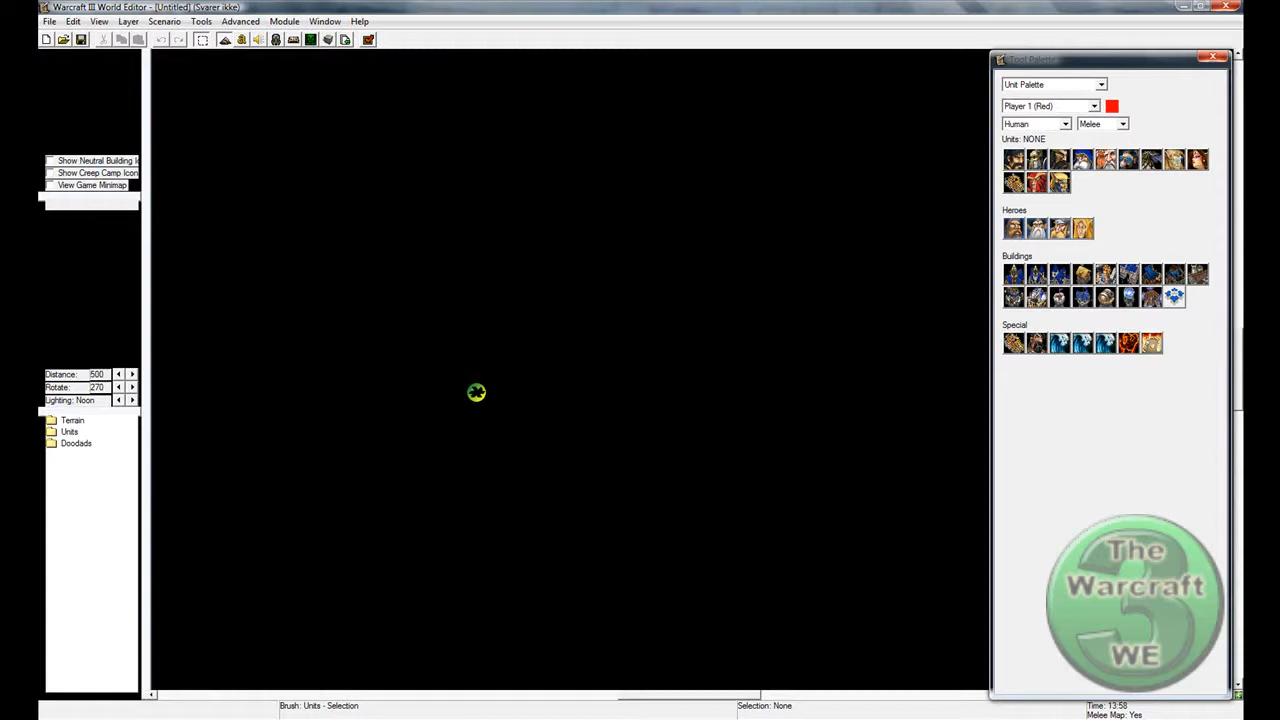 Warcraft III World Editor - [Untitled] (Svarer ikke)
File Edit View Layer Scenario Tools Advanced Module Window Help
Tool Palette
Unit Palette
Player 1 (Red)
Human Melee
Units: NONE
Heroes
Buildings
Special
Show Neutral Building I
Show Creep Camp Icon
View Game Minimap
Distance: 500
Rotate: 270
Lighting: Noon
Terrain
Units
Doodads
The
Warcraft
3
WE
Brush: Units - Selection
Selection: None
Time: 13:58
Melee Map: Yes